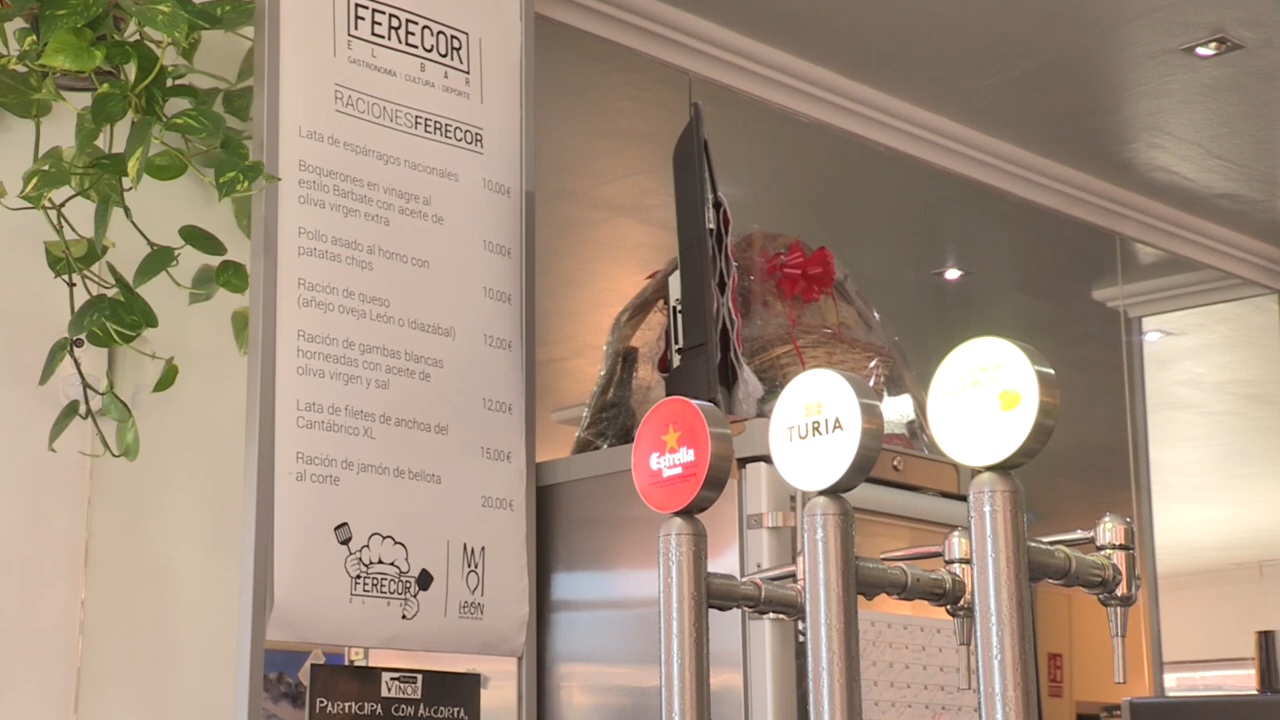 FERECOR
EL BAR
GASTRONOMÍA | CULTURA | DEPORTE
RACIONESFERECOR
Lata de espárragos nacionales 10,00€
Boquerones en vinagre al
estilo Barbate con aceite de
oliva virgen extra 10,00€
Pollo asado al horno con
patatas chips 10,00€
Ración de queso
(añejo oveja León o Idiazábal) 12,00€
Ración de gambas blancas
horneadas con aceite de
oliva virgen y sal 12,00€
Lata de filetes de anchoa del
Cantábrico XL 15,00€
Ración de jamón de bellota
al corte 20,00€
FERECOR
EL BA
LEÓN
VINOR
PARTICIPA CON ALCORTA,
Estrella
Damm
TURIA